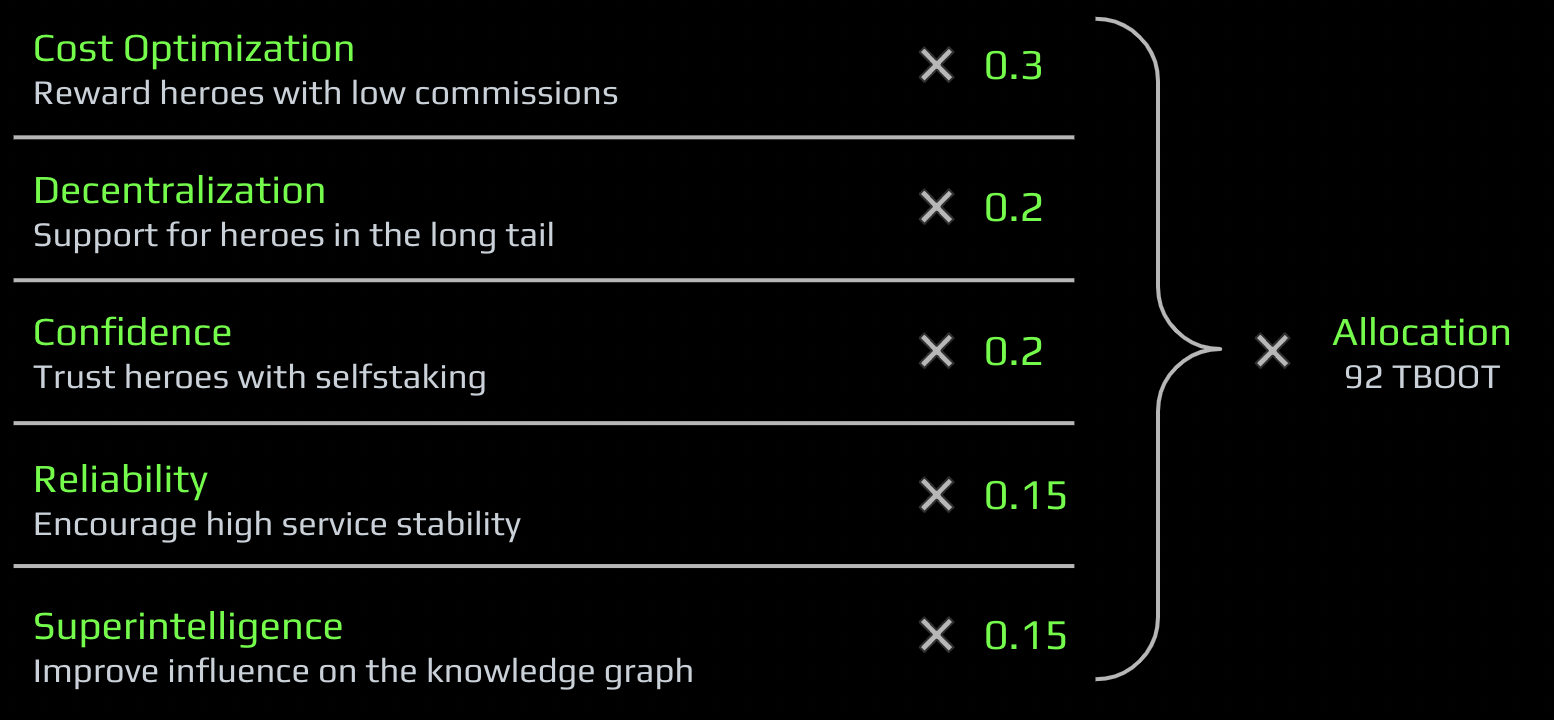 Cost Optimization
Reward heroes with low commissions
× 0.3
Decentralization
Support for heroes in the long tail
× 0.2
Confidence
Trust heroes with selfstaking
× 0.2
Reliability
Encourage high service stability
× 0.15
Superintelligence
Improve influence on the knowledge graph
× 0.15
× Allocation
92 TBOOT